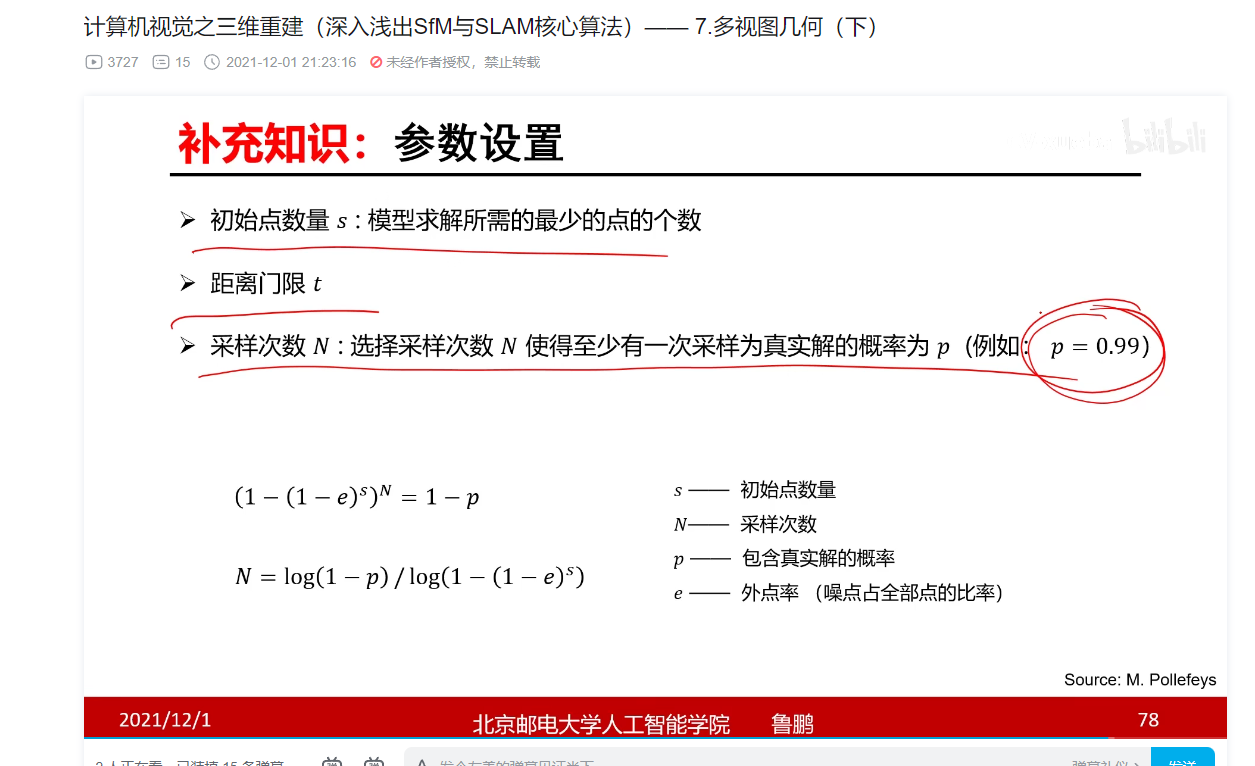 计算机视觉之三维重建（深入浅出SfM与SLAM核心算法）—— 7.多视图几何（下）
3727 15 2021-12-01 21:23:16 未经作者授权，禁止转载
补充知识：参数设置
bilibili
➢ 初始点数量 s : 模型求解所需的最少的点的个数
➢ 距离门限 t
➢ 采样次数 N : 选择采样次数 N 使得至少有一次采样为真实解的概率为 p（例如： p = 0.99）
(1 − (1 − e)^s)^N = 1 − p
N = log(1 − p) / log(1 − (1 − e)^s)
s —— 初始点数量
N—— 采样次数
p —— 包含真实解的概率
e —— 外点率 （噪点占全部点的比率）
Source: M. Pollefeys
2021/12/1 北京邮电大学人工智能学院 鲁鹏 78